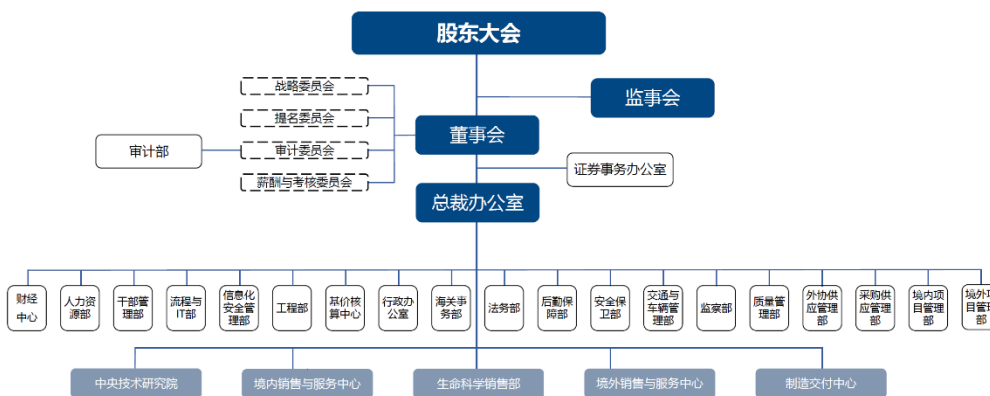 股东大会
战略委员会
监事会
提名委员会
董事会
审计部
审计委员会
证券事务办公室
薪酬与考核委员会
总裁办公室
财经
中心
人力资
源部
干部管
理部
流程与
IT部
信息化
安全管
理部
工程部
基价核
算中心
行政办
公室
海关事
务部
法务部
后勤保
障部
安全保
卫部
交通与
车辆管
理部
监察部
质量管
理部
外协供
应管理
部
采购供
应管理
部
境内项
目管理
部
境外项
目管理
部
中央技术研究院
境内销售与服务中心
生命科学销售部
境外销售与服务中心
制造交付中心